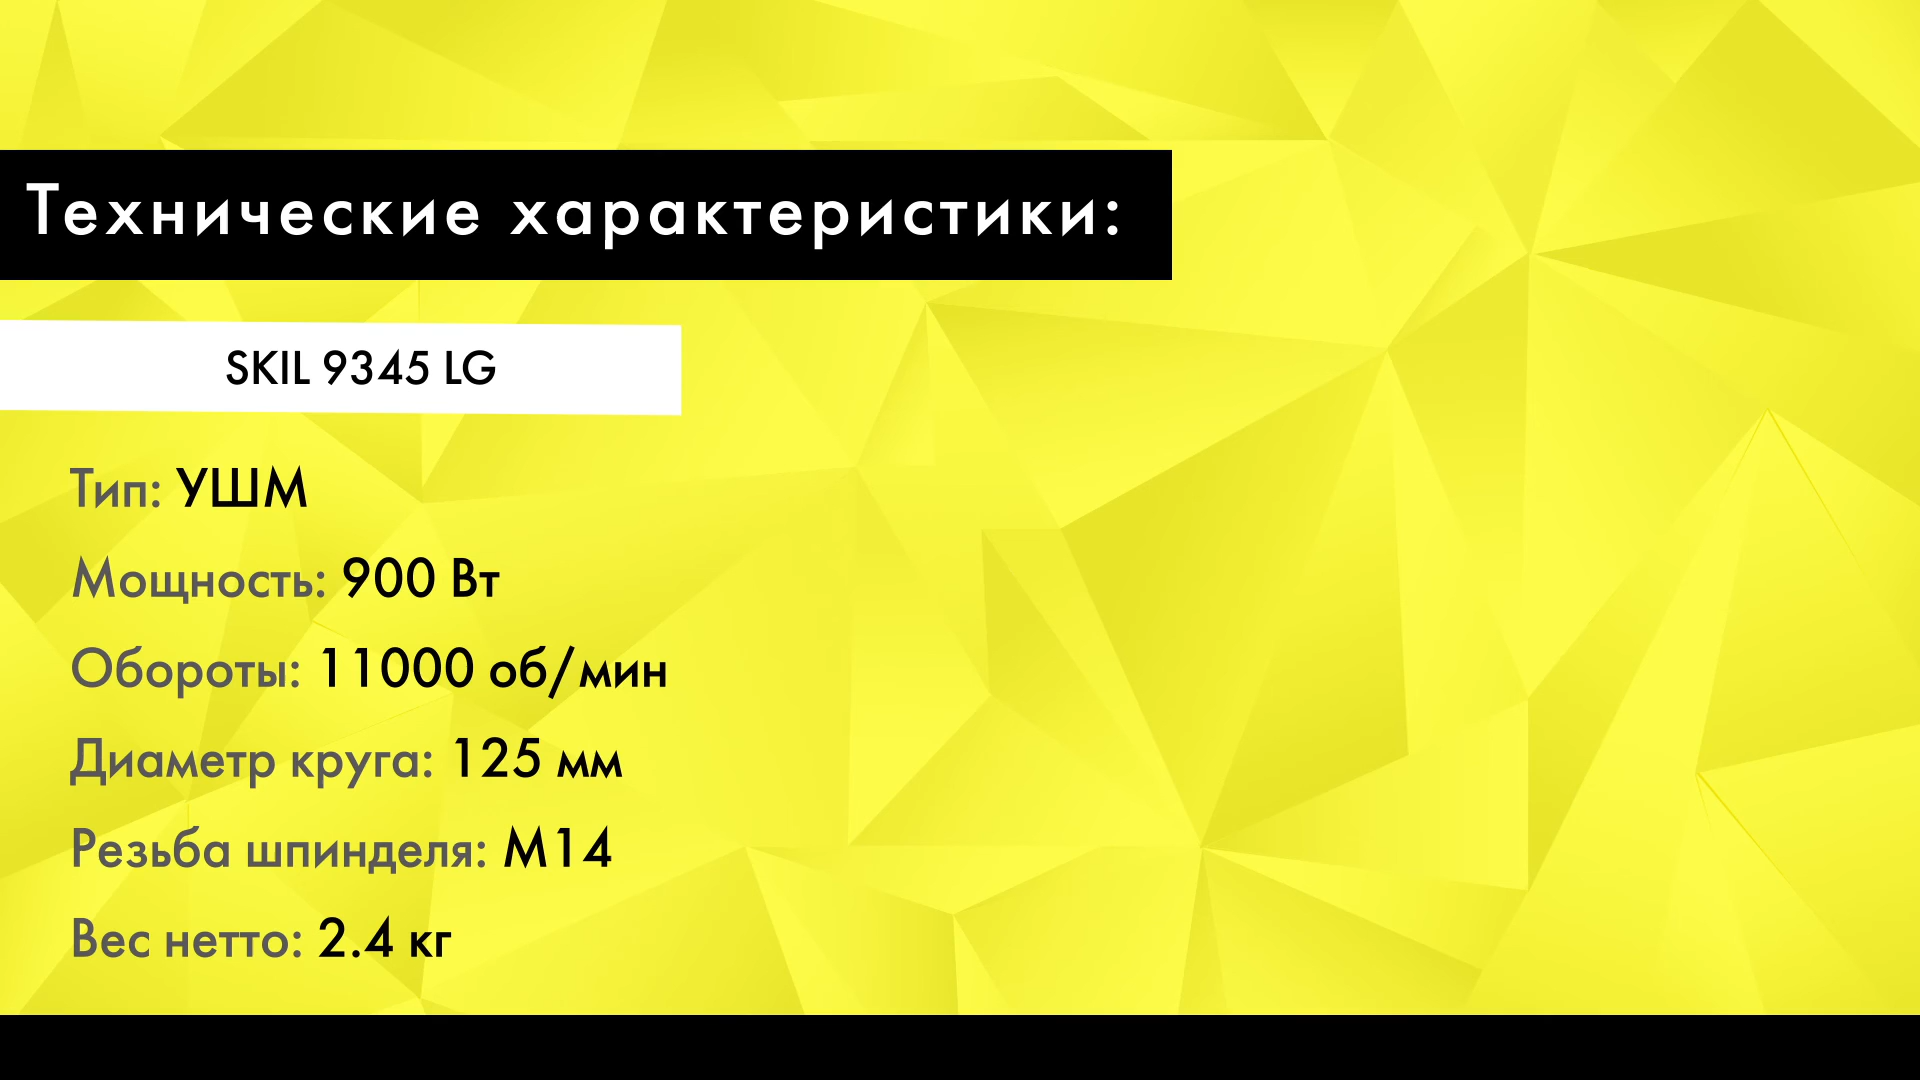 Технические характеристики:
SKIL 9345 LG
Тип: УШМ
Мощность: 900 Вт
Обороты: 11000 об/мин
Диаметр круга: 125 мм
Резьба шпинделя: М14
Вес нетто: 2.4 кг